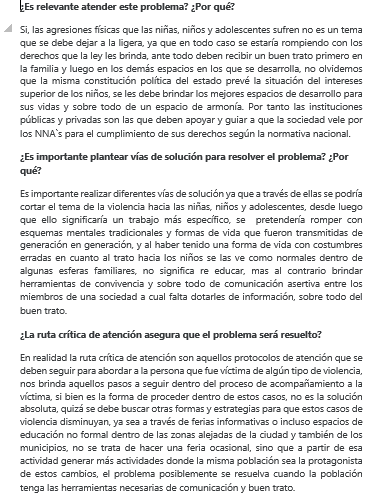 ¿Es relevante atender este problema? ¿Por qué?
Si, las agresiones físicas que las niñas, niños y adolescentes sufren no es un tema
que se debe dejar a la ligera, ya que en todo caso se estaría rompiendo con los
derechos que la ley les brinda, ante todo deben recibir un buen trato primero en
la familia y luego en los demás espacios en los que se desarrolla, no olvidemos
que la misma constitución política del estado prevé la situación del intereses
superior de los niños, se les debe brindar los mejores espacios de desarrollo para
sus vidas y sobre todo de un espacio de armonía. Por tanto las instituciones
públicas y privadas son las que deben apoyar y guiar a que la sociedad vele por
los NNA`s para el cumplimiento de sus derechos según la normativa nacional.
¿Es importante plantear vías de solución para resolver el problema? ¿Por
qué?
Es importante realizar diferentes vías de solución ya que a través de ellas se podría
cortar el tema de la violencia hacia las niñas, niños y adolescentes, desde luego
que ello significaría un trabajo más específico, se pretendería romper con
esquemas mentales tradicionales y formas de vida que fueron transmitidas de
generación en generación, y al haber tenido una forma de vida con costumbres
erradas en cuanto al trato hacia los niños se las ve como normales dentro de
algunas esferas familiares, no significa re educar, mas al contrario brindar
herramientas de convivencia y sobre todo de comunicación asertiva entre los
miembros de una sociedad a cual falta dotarles de información, sobre todo del
buen trato.
¿La ruta crítica de atención asegura que el problema será resuelto?
En realidad la ruta crítica de atención son aquellos protocolos de atención que se
deben seguir para abordar a la persona que fue víctima de algún tipo de violencia,
nos brinda aquellos pasos a seguir dentro del proceso de acompañamiento a la
víctima, si bien es la forma de proceder dentro de estos casos, no es la solución
absoluta, quizá se debe buscar otras formas y estrategias para que estos casos de
violencia disminuyan, ya sea a través de ferias informativas o incluso espacios de
educación no formal dentro de las zonas alejadas de la ciudad y también de los
municipios, no se trata de hacer una feria ocasional, sino que a partir de esa
actividad generar más actividades donde la misma población sea la protagonista
de estos cambios, el problema posiblemente se resuelva cuando la población
tenga las herramientas necesarias de comunicación y buen trato.